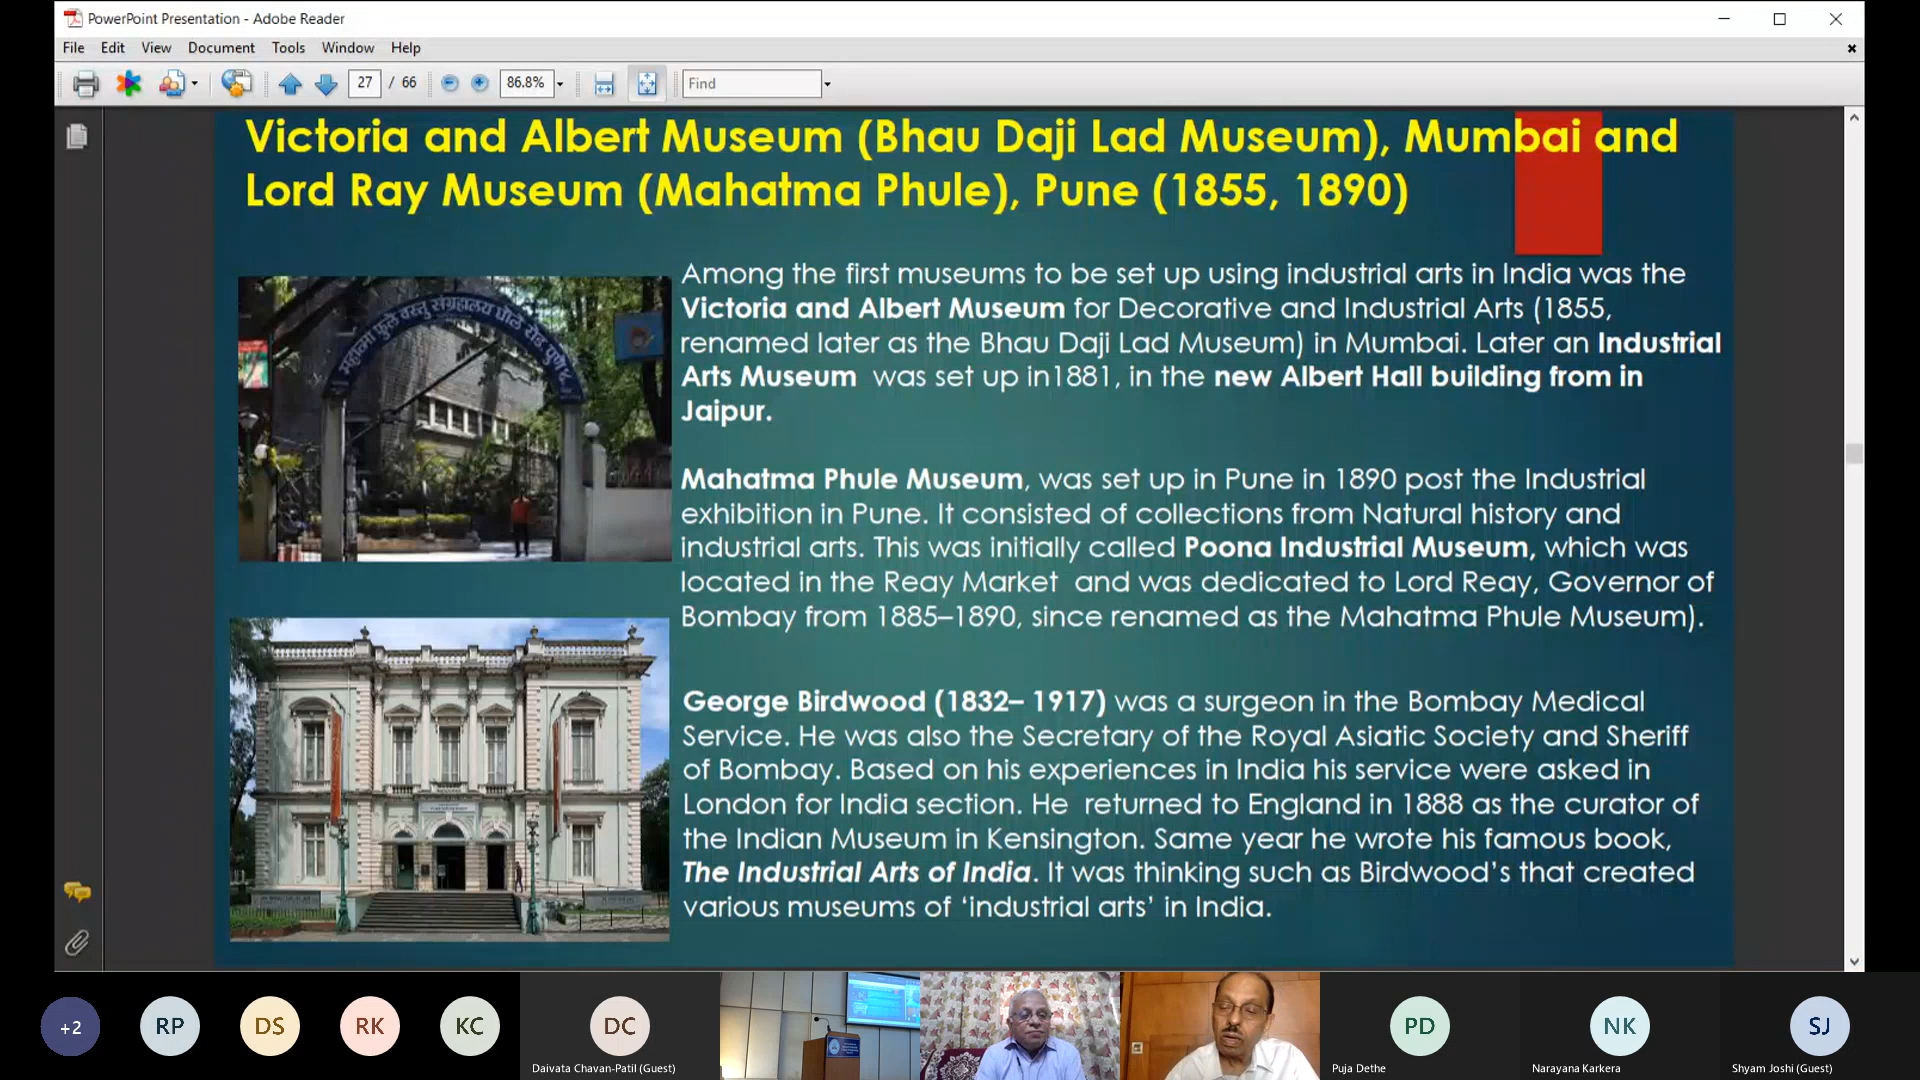 PowerPoint Presentation - Adobe Reader
File Edit View Document Tools Window Help
27 / 66 86.8% Find
Victoria and Albert Museum (Bhau Daji Lad Museum), Mumbai and
Lord Ray Museum (Mahatma Phule), Pune (1855, 1890)
महात्मा फुले वस्तु संग्रहालय घोले रोड पुणे
Among the first museums to be set up using industrial arts in India was the
Victoria and Albert Museum for Decorative and Industrial Arts (1855,
renamed later as the Bhau Daji Lad Museum) in Mumbai. Later an Industrial
Arts Museum was set up in1881, in the new Albert Hall building from in
Jaipur.
Mahatma Phule Museum, was set up in Pune in 1890 post the Industrial
exhibition in Pune. It consisted of collections from Natural history and
industrial arts. This was initially called Poona Industrial Museum, which was
located in the Reay Market and was dedicated to Lord Reay, Governor of
Bombay from 1885–1890, since renamed as the Mahatma Phule Museum).
George Birdwood (1832– 1917) was a surgeon in the Bombay Medical
Service. He was also the Secretary of the Royal Asiatic Society and Sheriff
of Bombay. Based on his experiences in India his service were asked in
London for India section. He returned to England in 1888 as the curator of
the Indian Museum in Kensington. Same year he wrote his famous book,
The Industrial Arts of India. It was thinking such as Birdwood’s that created
various museums of ‘industrial arts’ in India.
+2 RP DS RK KC DC PD NK SJ
Daivata Chavan-Patil (Guest) Puja Dethe Narayana Karkera Shyam Joshi (Guest)